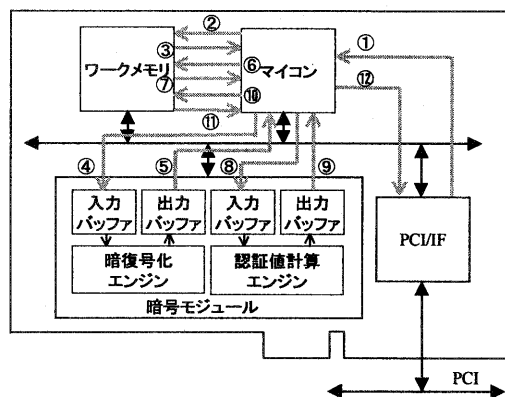 ②
③
①
ワークメモリ
⑥
マイコン
⑦
⑩
⑫
⑪
④
⑤
⑧
⑨
入力
バッファ
出力
バッファ
入力
バッファ
出力
バッファ
PCI/IF
暗復号化
エンジン
認証値計算
エンジン
暗号モジュール
PCI